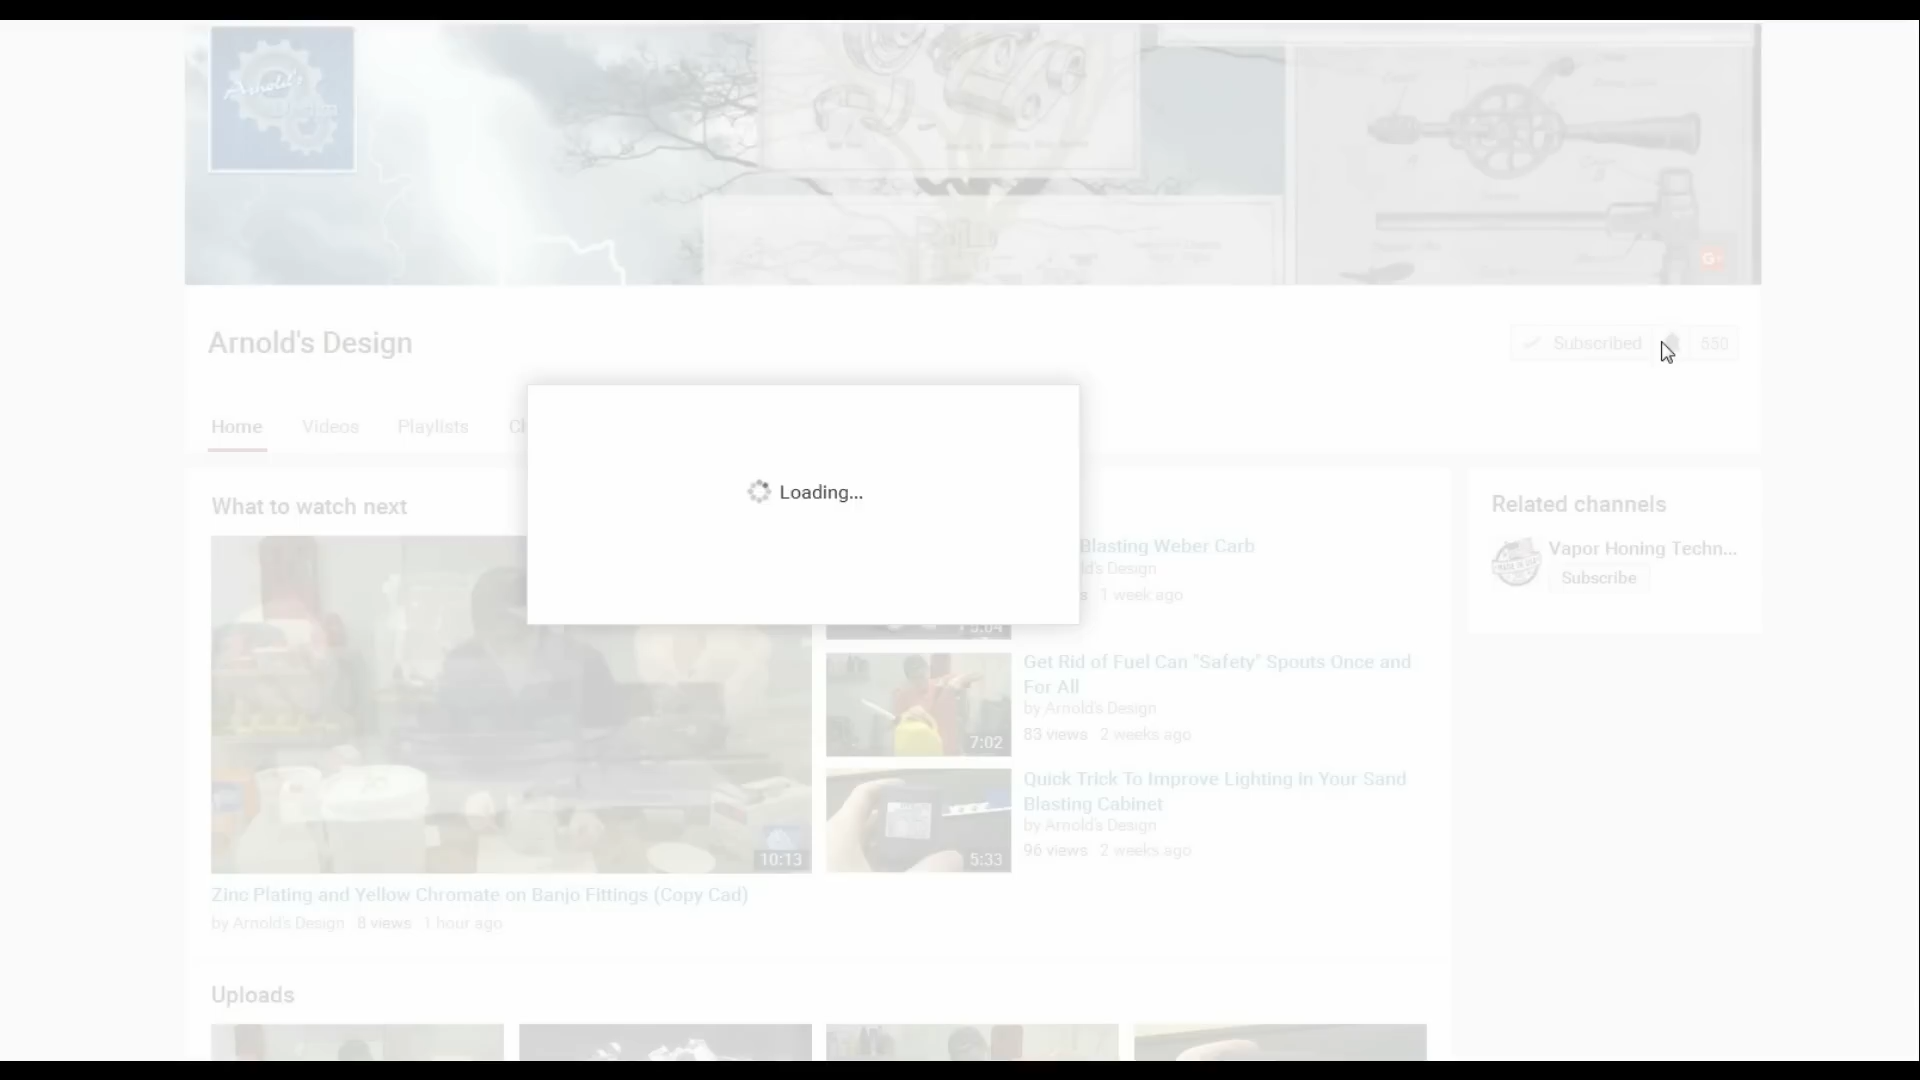 Arnold's
Arnold's Design
Subscribed
550
Home
Videos
Playlists
Ch
Loading...
What to watch next
10:13
Zinc Plating and Yellow Chromate on Banjo Fittings (Copy Cad)
by Arnold's Design 8 views 1 hour ago
Blasting Weber Carb
ld's Design
s 1 week ago
Get Rid of Fuel Can "Safety" Spouts Once and
For All
by Arnold's Design
83 views 2 weeks ago
7:02
Quick Trick To Improve Lighting in Your Sand
Blasting Cabinet
by Arnold's Design
96 views 2 weeks ago
5:33
Related channels
Vapor Honing Techn...
Subscribe
Uploads
G+